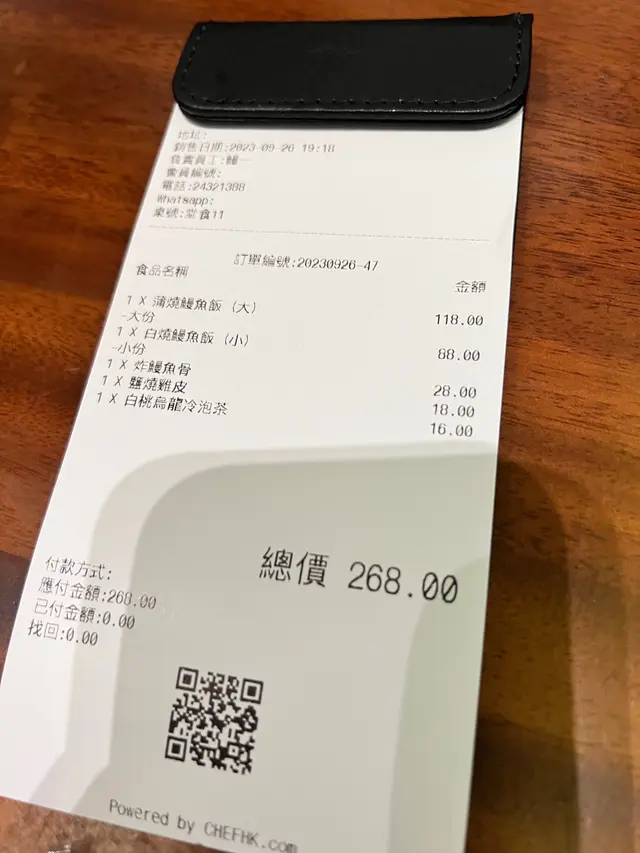 地址:
銷售日期:2023-09-26 19:18
負責員工:鰻一
會員編號:
電話:24321388
Whatsapp:
桌號:堂食11
訂單編號:20230926-47
食品名稱 金額
1 X 蒲燒鰻魚飯（大） 118.00
-大份
1 X 白燒鰻魚飯（小） 88.00
-小份
1 X 炸鰻魚骨 28.00
1 X 鹽燒雞皮 18.00
1 X 白桃烏龍冷泡茶 16.00
總價 268.00
付款方式:
應付金額:268.00
已付金額:0.00
找回:0.00
Powered by CHEFHK.com